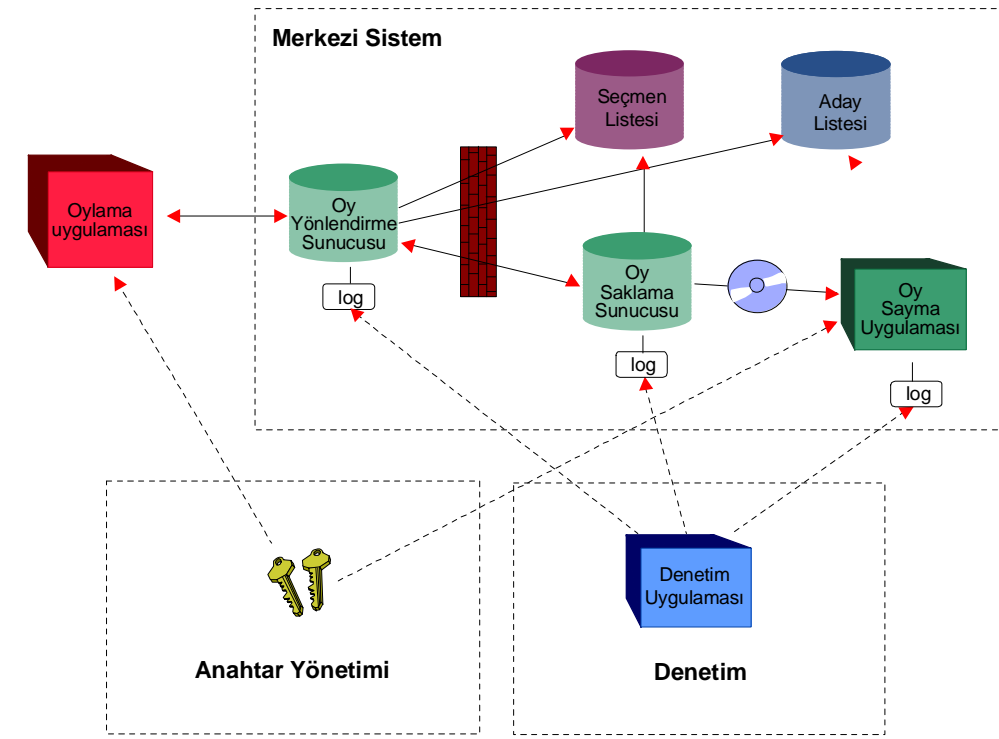 Merkezi Sistem
Seçmen
Listesi
Aday
Listesi
Oylama
uygulaması
Oy
Yönlendirme
Sunucusu
log
Oy
Saklama
Sunucusu
log
Oy
Sayma
Uygulaması
log
Anahtar Yönetimi
Denetim
Uygulaması
Denetim